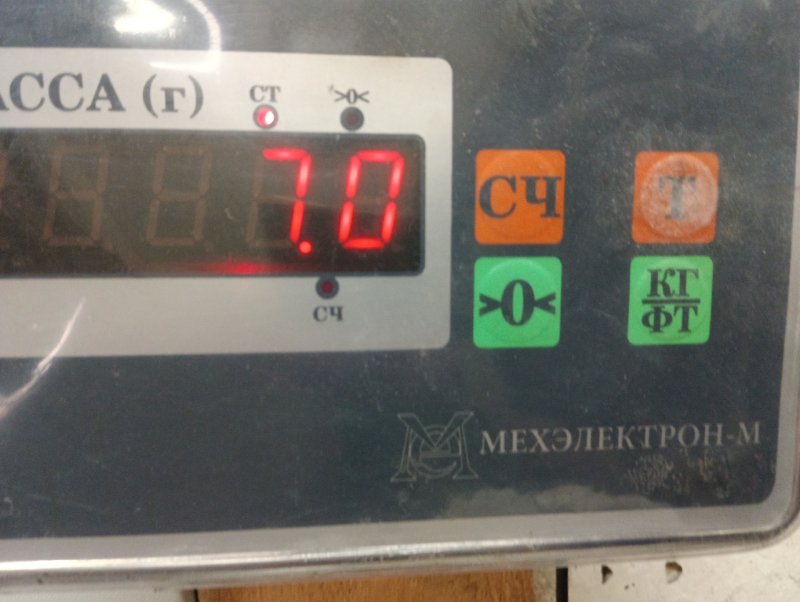 АССА (г)
СТ
>0<
7.0
СЧ
СЧ
Т
>0<
КГ
ФТ
МЕХЭЛЕКТРОН-М